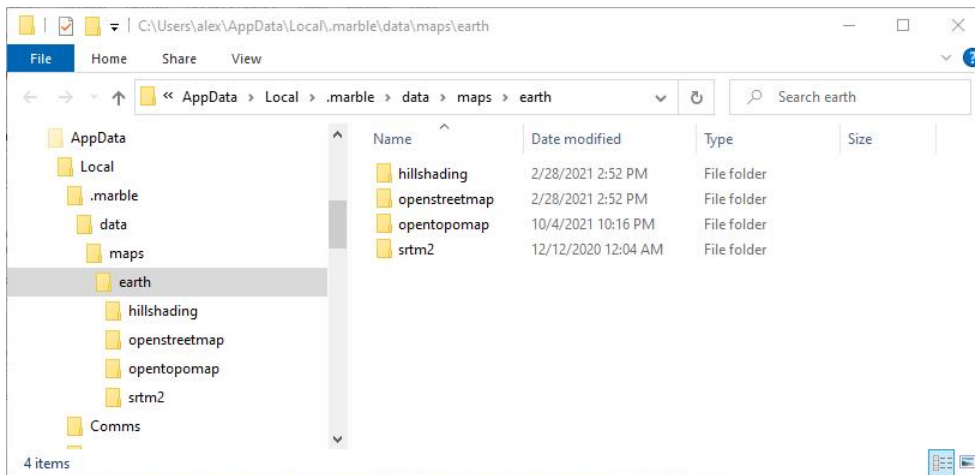 C:\Users\alex\AppData\Local\.marble\data\maps\earth
File Home Share View
« AppData › Local › .marble › data › maps › earth Search earth
AppData
Local
.marble
data
maps
earth
hillshading
openstreetmap
opentopomap
srtm2
Comms
Name Date modified Type Size
hillshading 2/28/2021 2:52 PM File folder
openstreetmap 2/28/2021 2:52 PM File folder
opentopomap 10/4/2021 10:16 PM File folder
srtm2 12/12/2020 12:04 AM File folder
4 items